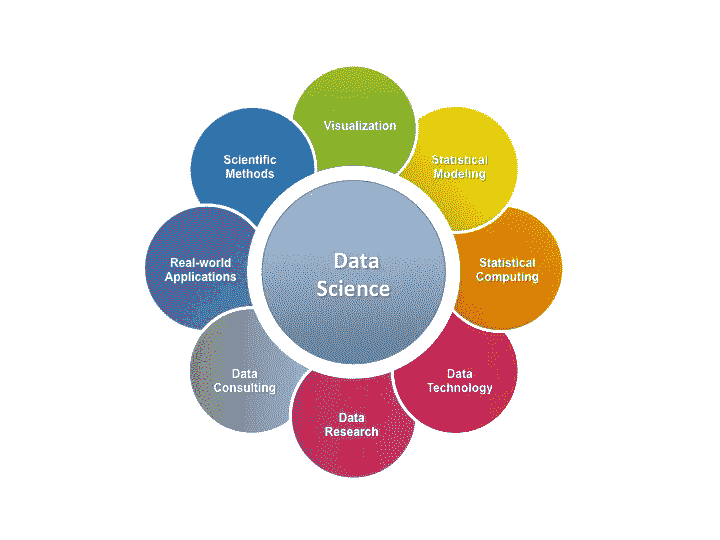 Visualization
Statistical
Modeling
Statistical
Computing
Data
Technology
Data
Research
Data
Consulting
Real-world
Applications
Scientific
Methods
Data
Science